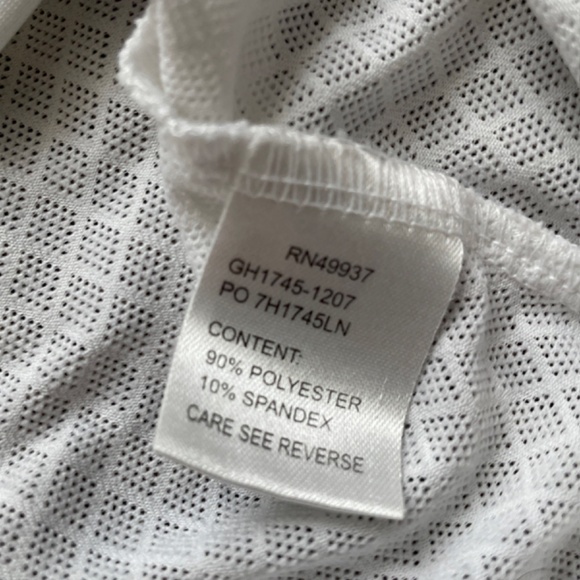 RN49937
GH1745-1207
PO 7H1745LN
CONTENT:
90% POLYESTER
10% SPANDEX
CARE SEE REVERSE